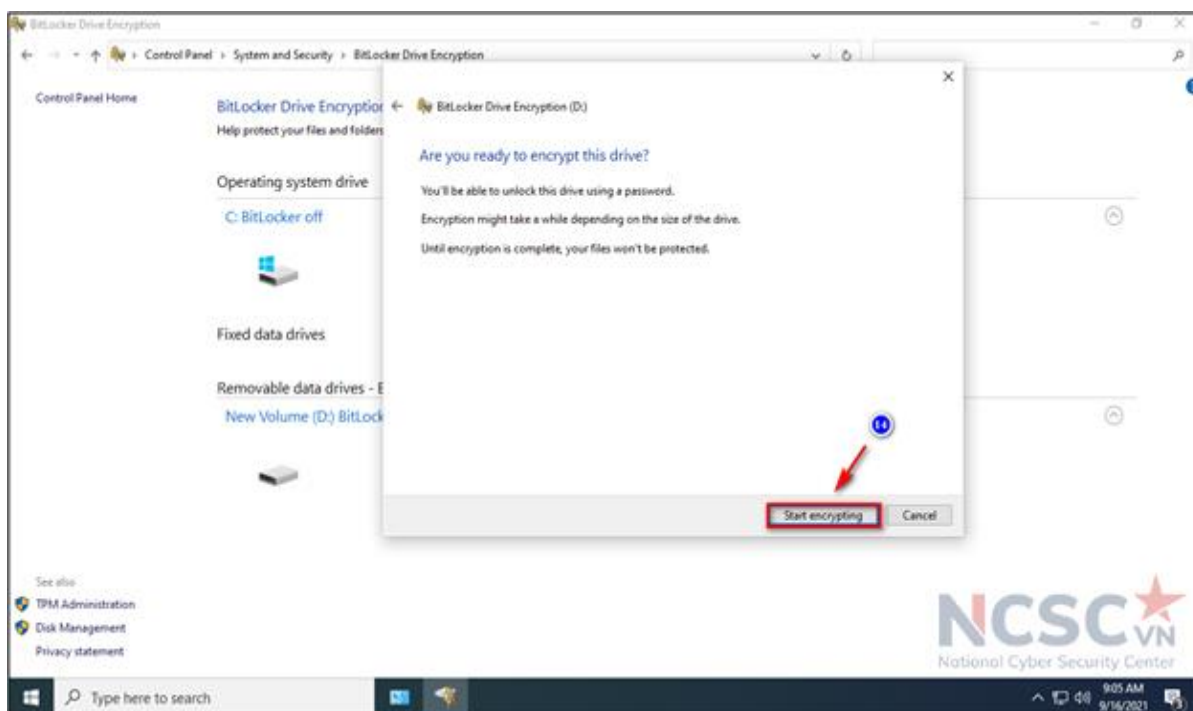 BitLocker Drive Encryption
Control Panel › System and Security › BitLocker Drive Encryption
Control Panel Home
BitLocker Drive Encryption
Help protect your files and folders
Operating system drive
C: BitLocker off
Fixed data drives
Removable data drives - B
New Volume (D:) BitLock
BitLocker Drive Encryption (D:)
Are you ready to encrypt this drive?
You'll be able to unlock this drive using a password.
Encryption might take a while depending on the size of the drive.
Until encryption is complete, your files won't be protected.
Start encrypting
Cancel
See also
TPM Administration
Disk Management
Privacy statement
NCSC
VN
National Cyber Security Center
Type here to search
9:05 AM
9/16/2021